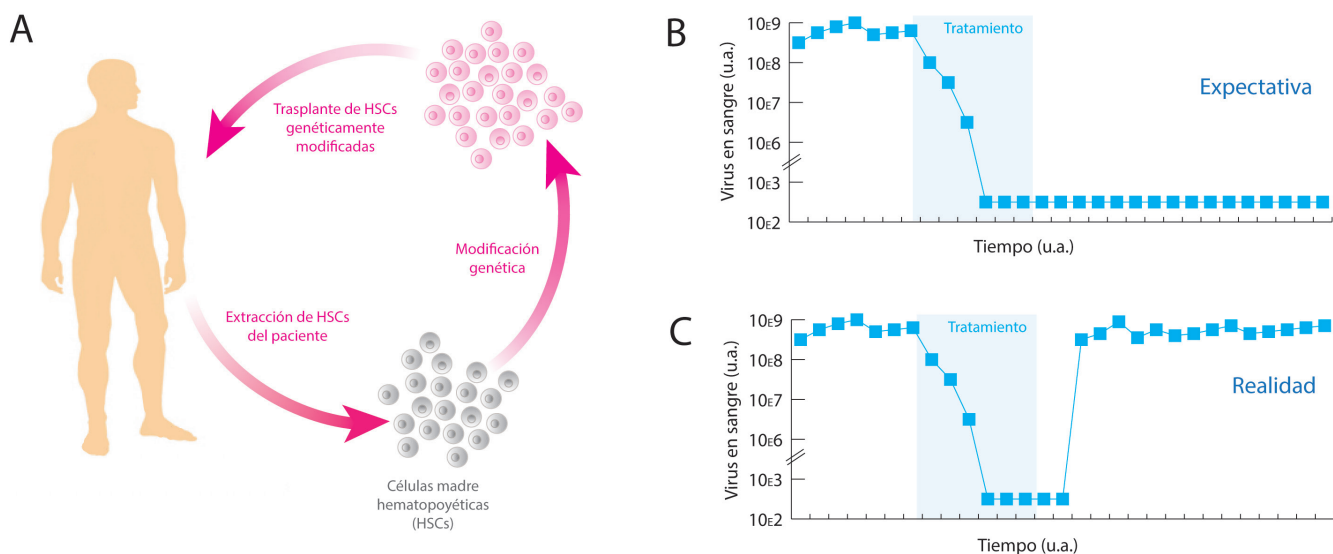 A
Trasplante de HSCs
genéticamente
modificadas
Modificación
genética
Extracción de HSCs
del paciente
Células madre
hematopoyéticas
(HSCs)
B
Virus en sangre (u.a.)
10E9
10E8
10E7
10E6
10E3
10E2
Tratamiento
Expectativa
Tiempo (u.a.)
C
Virus en sangre (u.a.)
10E9
10E8
10E7
10E6
10E3
10E2
Tratamiento
Realidad
Tiempo (u.a.)